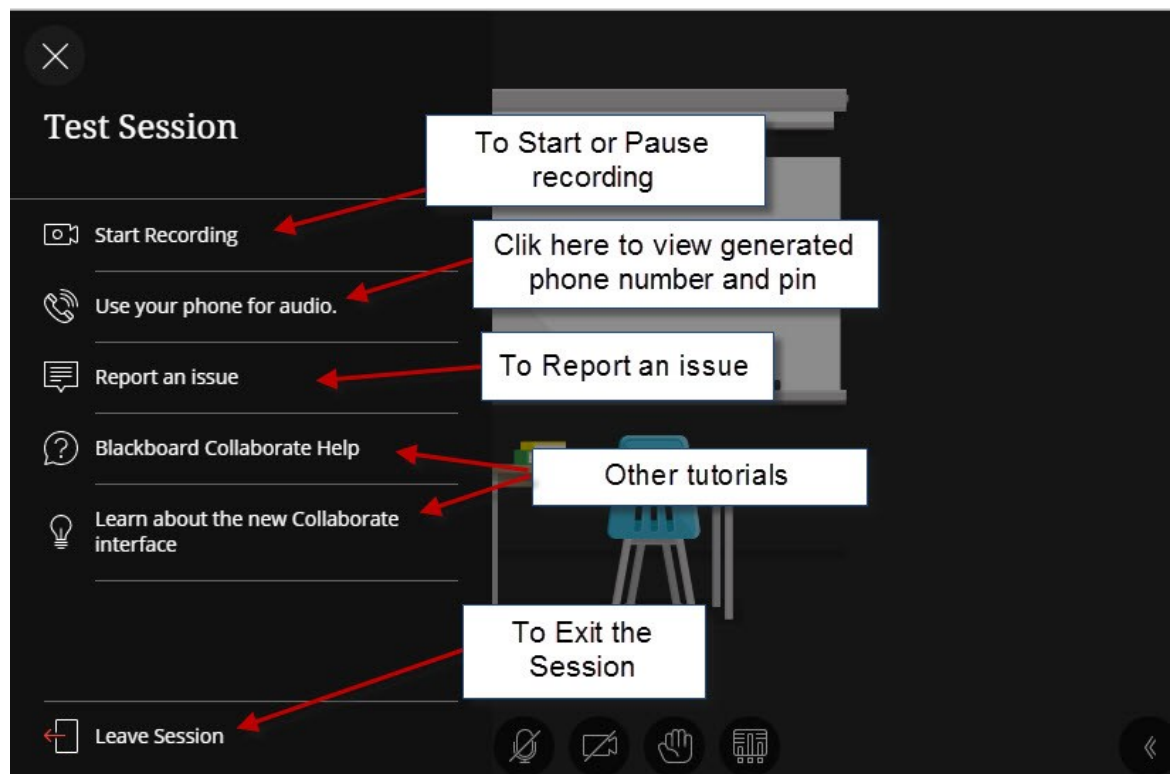 Test Session
To Start or Pause
recording
Start Recording
Clik here to view generated
phone number and pin
Use your phone for audio.
To Report an issue
Report an issue
Blackboard Collaborate Help
Other tutorials
Learn about the new Collaborate
interface
To Exit the
Session
Leave Session